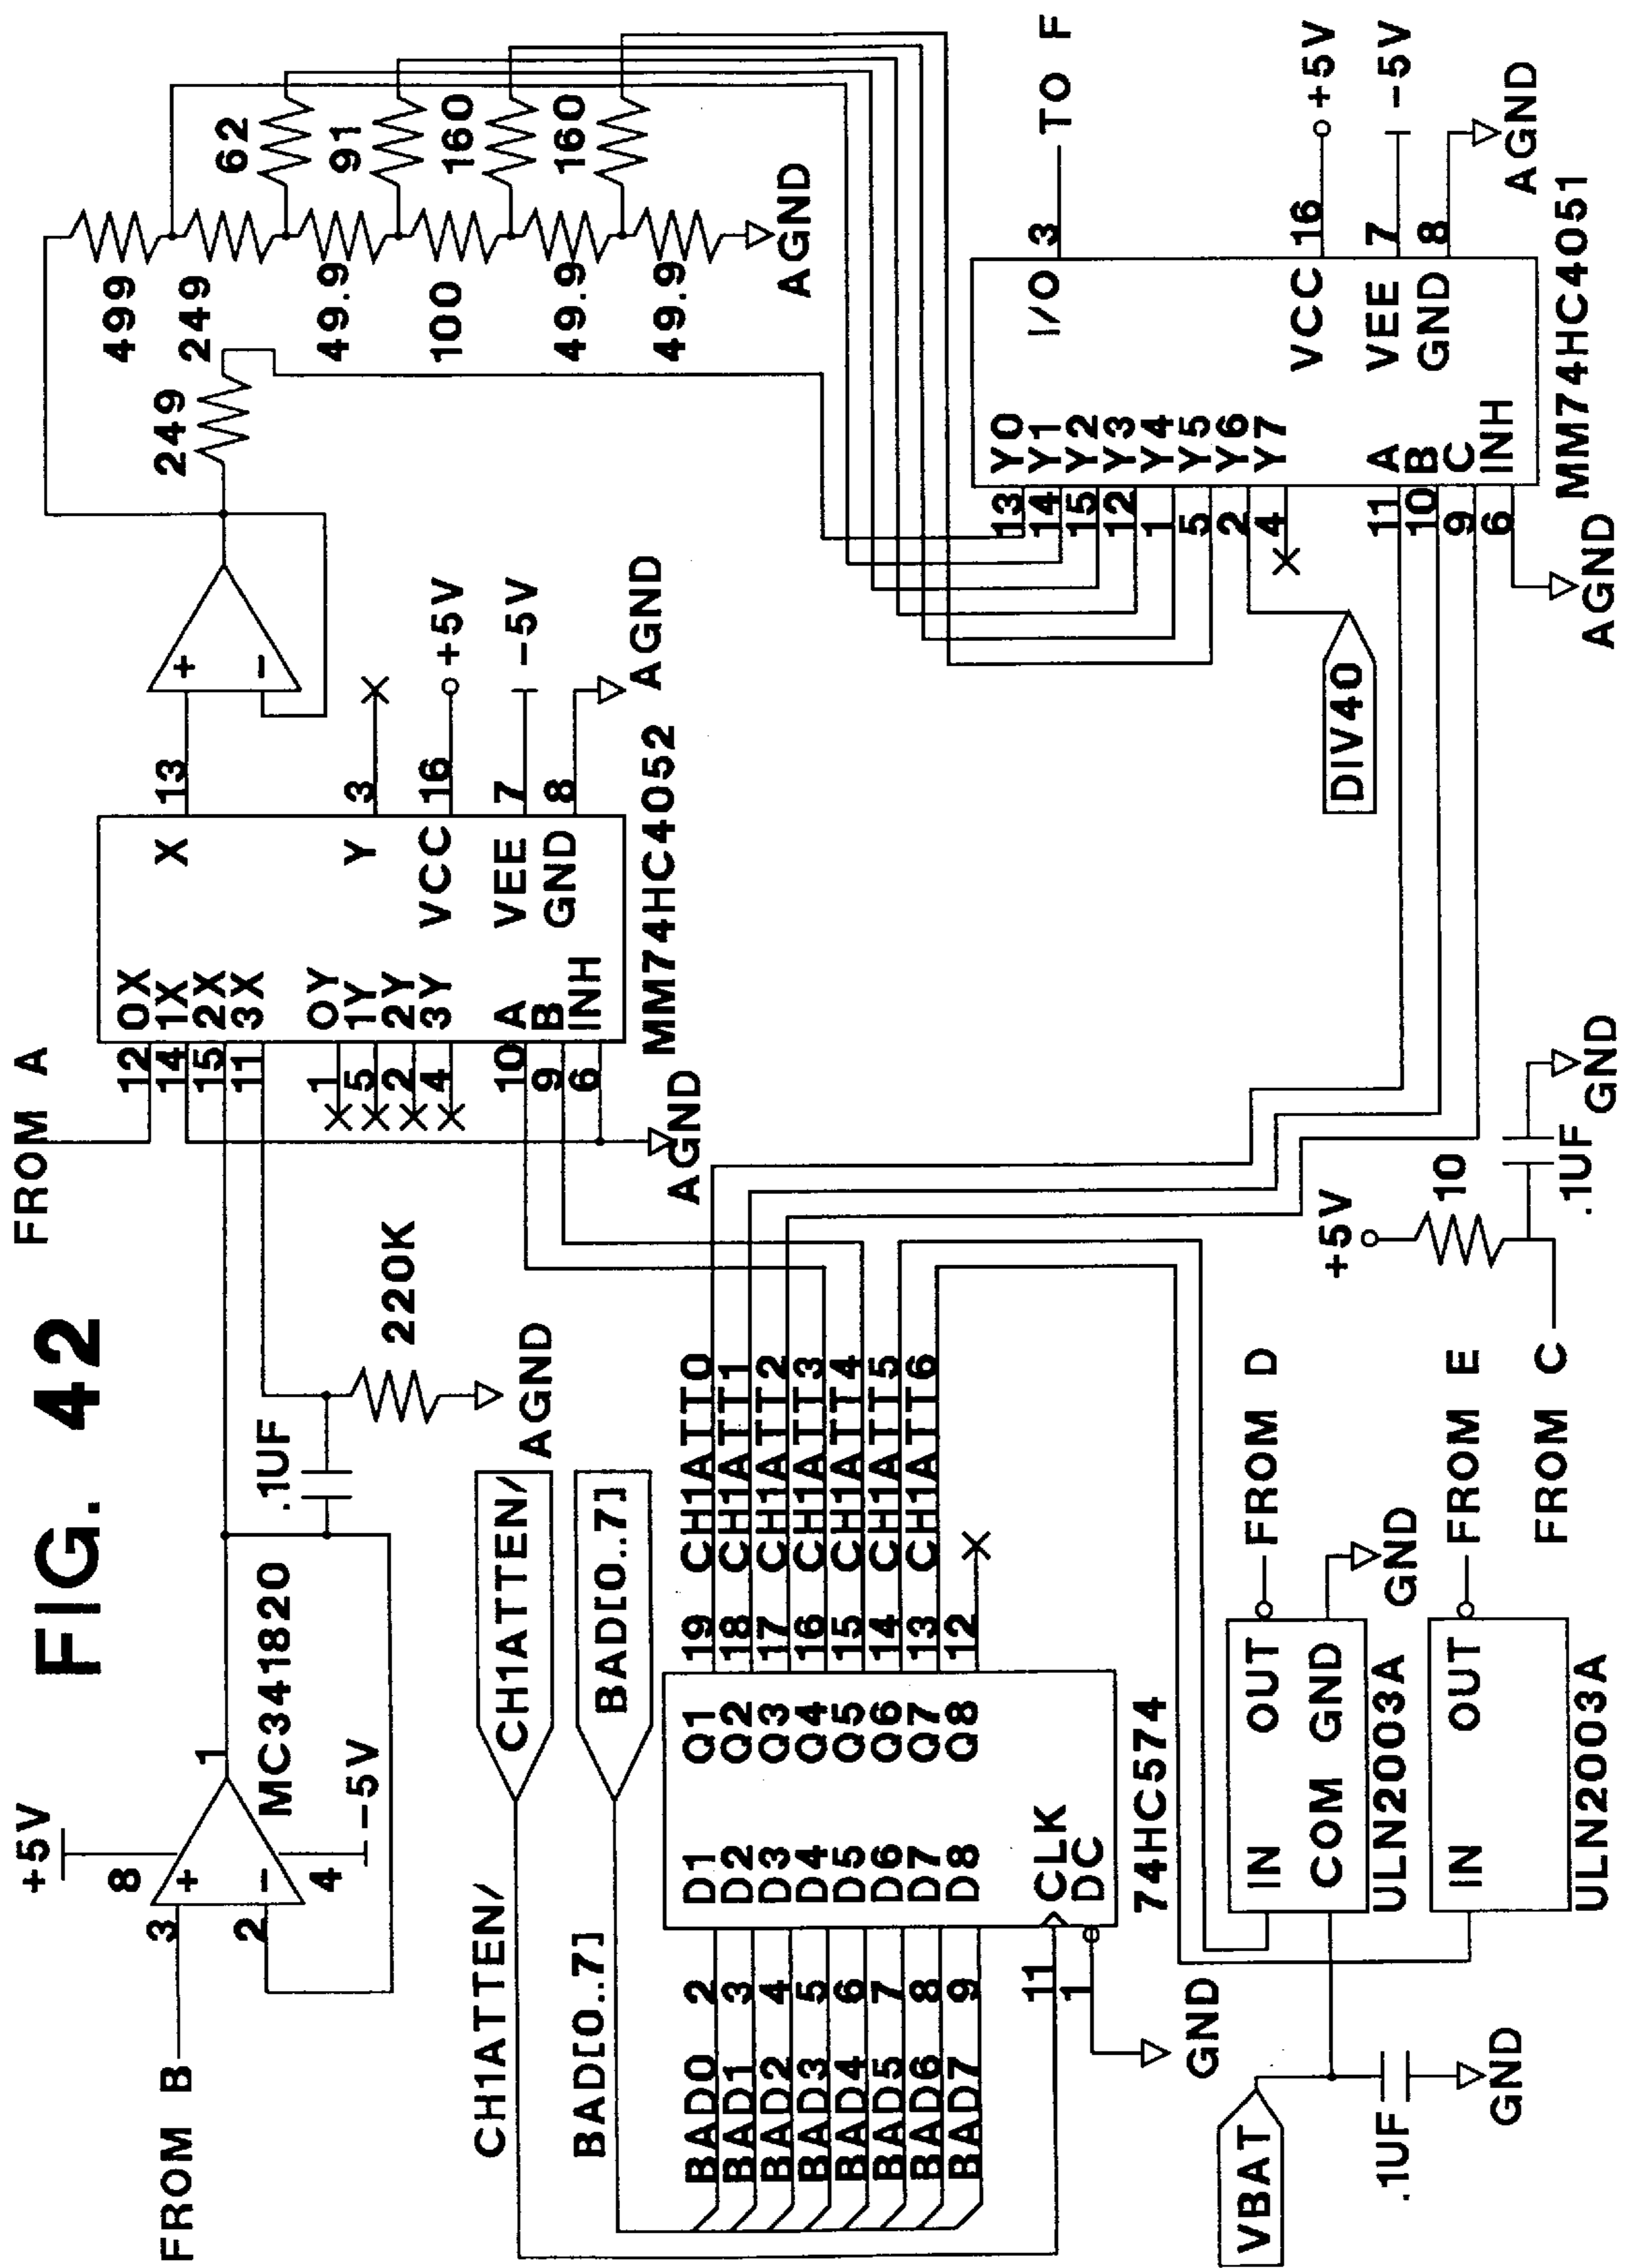 FIG. 42
FROM B
3
2
+5V
8
+
-
4
-5V
1
MC341820
.1UF
220K
AGND
FROM A
12 0X
14 1X
15 2X
11 3X
1 0Y
5 1Y
2 2Y
4 3Y
10 A
9 B
6 INH
X 13
Y 3
VCC 16
VEE 7
GND 8
+5V
-5V
AGND
MM74HC4052
AGND
+
-
249
499
249
49.9
100
49.9
49.9
62
91
160
160
AGND
CH1ATTEN/
CH1ATTEN/
BAD[0..7]
BAD[0..7]
BAD0 2 D1
BAD1 3 D2
BAD2 4 D3
BAD3 5 D4
BAD4 6 D5
BAD5 7 D6
BAD6 8 D7
BAD7 9 D8
11 CLK
1 DC
GND
Q1 19 CH1ATT0
Q2 18 CH1ATT1
Q3 17 CH1ATT2
Q4 16 CH1ATT3
Q5 15 CH1ATT4
Q6 14 CH1ATT5
Q7 13 CH1ATT6
Q8 12
74HC574
VBAT
.1UF
GND
IN OUT
COM GND
ULN2003A
FROM D
GND
IN OUT
ULN2003A
FROM E
FROM C
+5V
10
.1UF
GND
DIV40
13 Y0
14 Y1
15 Y2
12 Y3
1 Y4
5 Y5
2 Y6
4 Y7
11 A
10 B
9 C
6 INH
AGND
I/O 3 TO F
VCC 16 +5V
VEE 7 -5V
GND 8
AGND
MM74HC4051